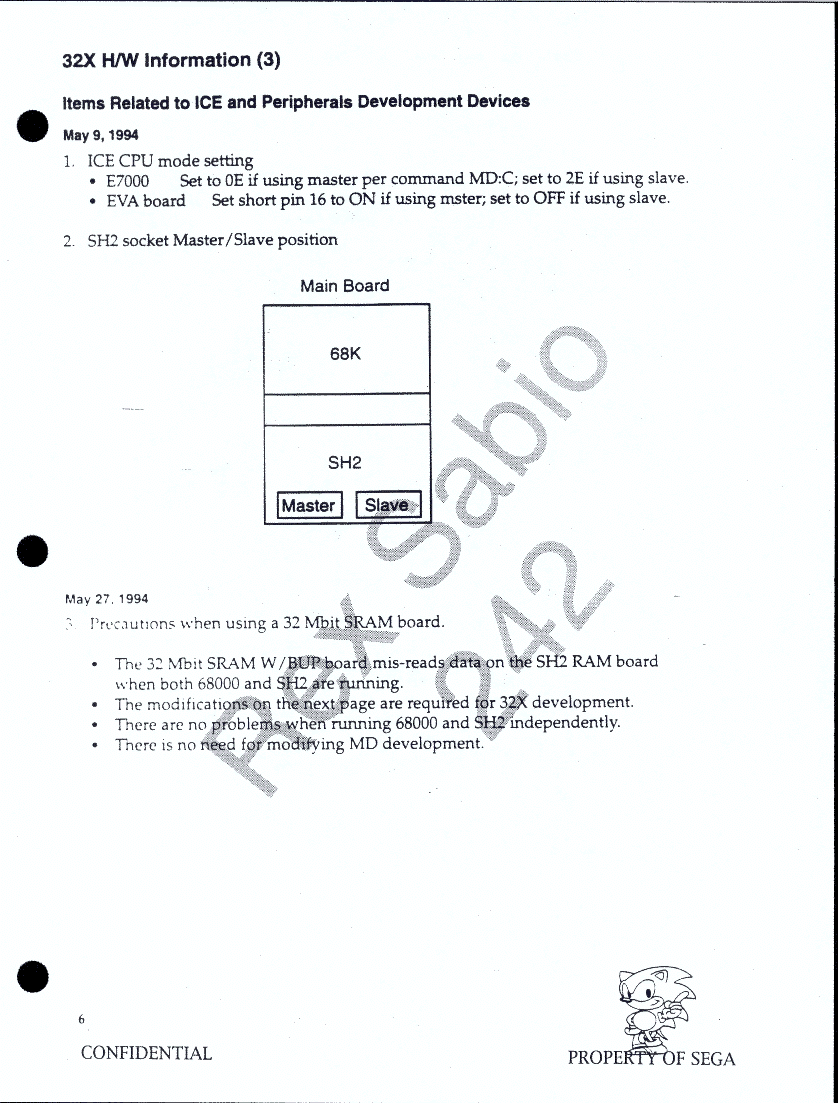 32X H/W Information (3)
Items Related to ICE and Peripherals Development Devices
May 9, 1994
1. ICE CPU mode setting
• E7000 Set to 0E if using master per command MD:C; set to 2E if using slave.
• EVA board Set short pin 16 to ON if using mster; set to OFF if using slave.
2. SH2 socket Master/Slave position
Main Board
68K
SH2
Master Slave
May 27, 1994
3. Precautions when using a 32 Mbit SRAM board.
• The 32 Mbit SRAM W/BUP board mis-reads data on the SH2 RAM board
when both 68000 and SH2 are running.
• The modifications on the next page are required for 32X development.
• There are no problems when running 68000 and SH2 independently.
• There is no need for modifying MD development.
Rex Sabio
242
6
CONFIDENTIAL
PROPERTY OF SEGA